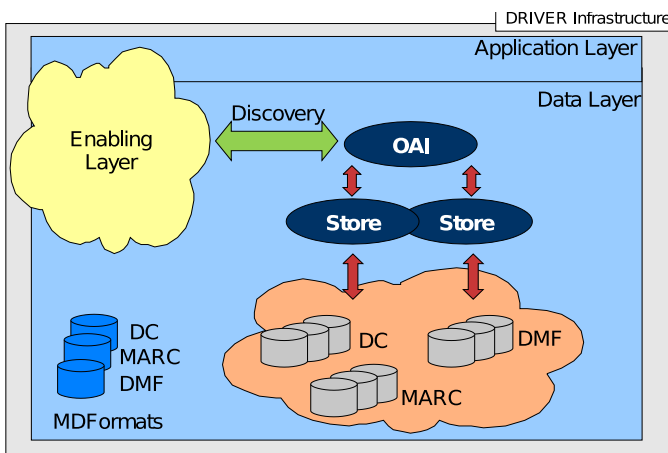 DRIVER Infrastructure
Application Layer
Data Layer
Discovery
Enabling
Layer
OAI
Store
Store
DC
MARC
DMF
MDFormats
DC
DMF
MARC